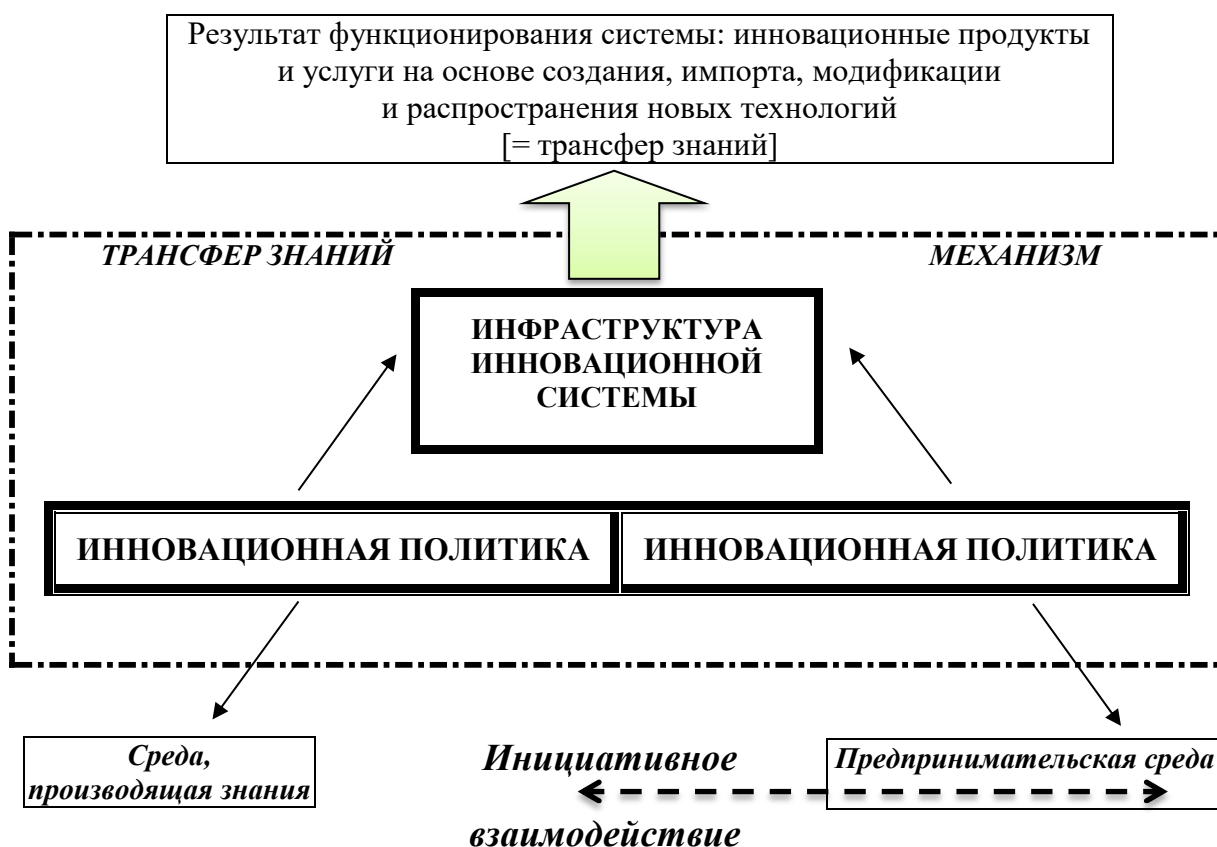 Результат функционирования системы: инновационные продукты
и услуги на основе создания, импорта, модификации
и распространения новых технологий
[= трансфер знаний]
ТРАНСФЕР ЗНАНИЙ
МЕХАНИЗМ
ИНФРАСТРУКТУРА
ИННОВАЦИОННОЙ
СИСТЕМЫ
ИННОВАЦИОННАЯ ПОЛИТИКА
ИННОВАЦИОННАЯ ПОЛИТИКА
Среда,
производящая знания
Инициативное
взаимодействие
Предпринимательская среда